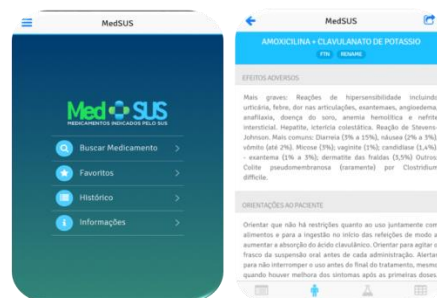 MedSUS
Med SUS
MEDICAMENTOS INDICADOS PELO SUS
Buscar Medicamento
Favoritos
Histórico
Informações
MedSUS
AMOXICILINA + CLAVULANATO DE POTASSIO
FTN RENAME
EFEITOS ADVERSOS
Mais graves: Reações de hipersensibilidade incluindo
urticária, febre, dor nas articulações, exantemas, angioedema,
anafilaxia, doença do soro, anemia hemolítica e nefrite
intersticial. Hepatite, icterícia colestática. Reação de Stevens-
Johnson. Mais comuns: Diarreia (3% a 15%), náusea (2% a 3%),
vômito (até 2%). Micose (3%); vaginite (1%); candidíase (1,4%)
- exantema (1% a 3%); dermatite das fraldas (3,5%) Outros:
Colite pseudomembranosa (raramente) por Clostridium
difficile.
ORIENTAÇÕES AO PACIENTE
Orientar que não há restrições quanto ao uso juntamente com
alimentos e para a ingestão no início das refeições de modo a
aumentar a absorção do ácido clavulânico. Orientar para agitar o
frasco da suspensão oral antes de cada administração. Alertar
para não interromper o uso antes do final do tratamento, mesmo
quando houver melhora dos sintomas após as primeiras doses